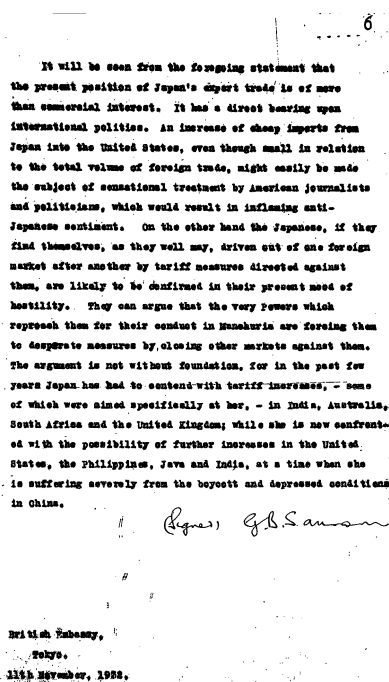 6
It will be seen from the foregoing statement that
the present position of Japan's export trade is of more
than commercial interest. It has a direct bearing upon
international politics. An increase of cheap imports from
Japan into the United States, even though small in relation
to the total volume of foreign trade, might easily be made
the subject of sensational treatment by American journalists
and politicians, which would result in inflaming anti-
Japanese sentiment. On the other hand the Japanese, if they
find themselves, as they well may, driven out of one foreign
market after another by tariff measures directed against
them, are likely to be confirmed in their present mood of
hostility. They can argue that the very Powers which
reproach them for their conduct in Manchuria are forcing them
to desperate measures by closing other markets against them.
The argument is not without foundation, for in the past few
years Japan has had to contend with tariff increases, - some
of which were aimed specifically at her, - in India, Australia,
South Africa and the United Kingdom; while she is now confront-
ed with the possibility of further increases in the United
States, the Philippines, Java and India, at a time when she
is suffering severely from the boycott and depressed conditions
in China.
(Signed) G.B. Sansom
British Embassy,
Tokyo.
11th November, 1932.